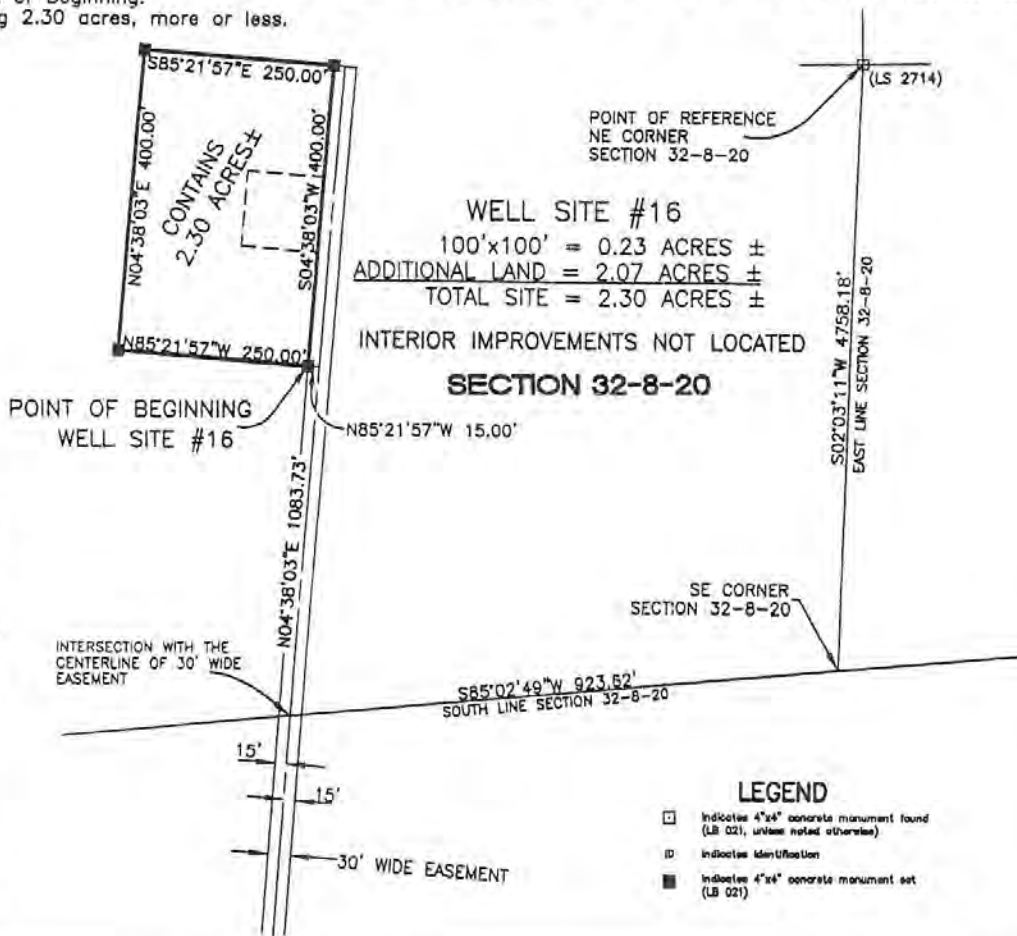 of Beginning.
g 2.30 acres, more or less.
S85°21'57"E 250.00'
N04°38'03"E 400.00'
CONTAINS
2.30 ACRES±
S04°38'03"W 400.00'
N85°21'57"W 250.00'
POINT OF BEGINNING
WELL SITE #16
N85°21'57"W 15.00'
(LS 2714)
POINT OF REFERENCE
NE CORNER
SECTION 32-8-20
WELL SITE #16
100'x100' = 0.23 ACRES ±
ADDITIONAL LAND = 2.07 ACRES ±
TOTAL SITE = 2.30 ACRES ±
INTERIOR IMPROVEMENTS NOT LOCATED
SECTION 32-8-20
S02°03'11"W 4758.18'
EAST LINE SECTION 32-8-20
N04°38'03"E 1083.73'
SE CORNER
SECTION 32-8-20
INTERSECTION WITH THE
CENTERLINE OF 30' WIDE
EASEMENT
S85°02'49"W 923.62'
SOUTH LINE SECTION 32-8-20
15'
15'
30' WIDE EASEMENT
LEGEND
Indicates 4"x4" concrete monument found
(LB 021, unless noted otherwise)
ID Indicates Identification
Indicates 4"x4" concrete monument set
(LB 021)